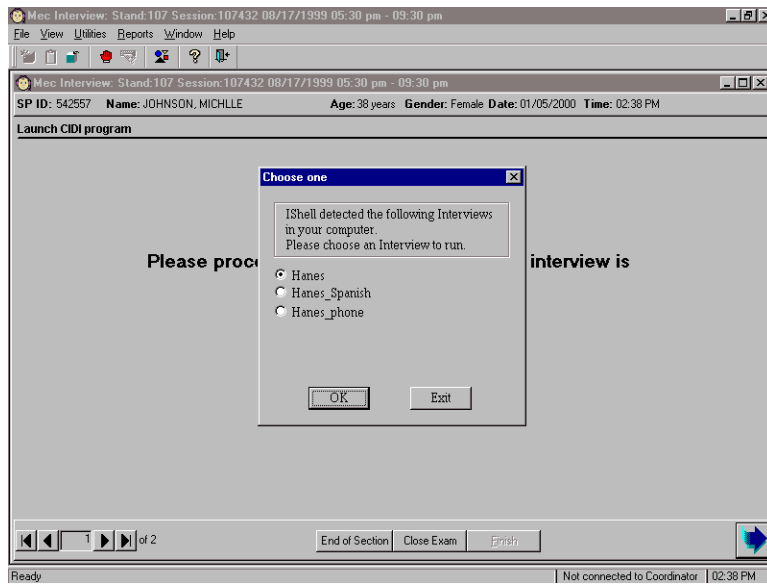 Mec Interview: Stand:107 Session:107432 08/17/1999 05:30 pm - 09:30 pm
File View Utilities Reports Window Help
Mec Interview: Stand:107 Session:107432 08/17/1999 05:30 pm - 09:30 pm
SP ID: 542557 Name: JOHNSON, MICHLLE Age: 38 years Gender: Female Date: 01/05/2000 Time: 02:38 PM
Launch CIDI program
Choose one
IShell detected the following Interviews
in your computer.
Please choose an Interview to run.
Please interview is
Hanes
Hanes_Spanish
Hanes_phone
OK Exit
1 of 2 End of Section Close Exam Finish
Ready Not connected to Coordinator 02:38 PM